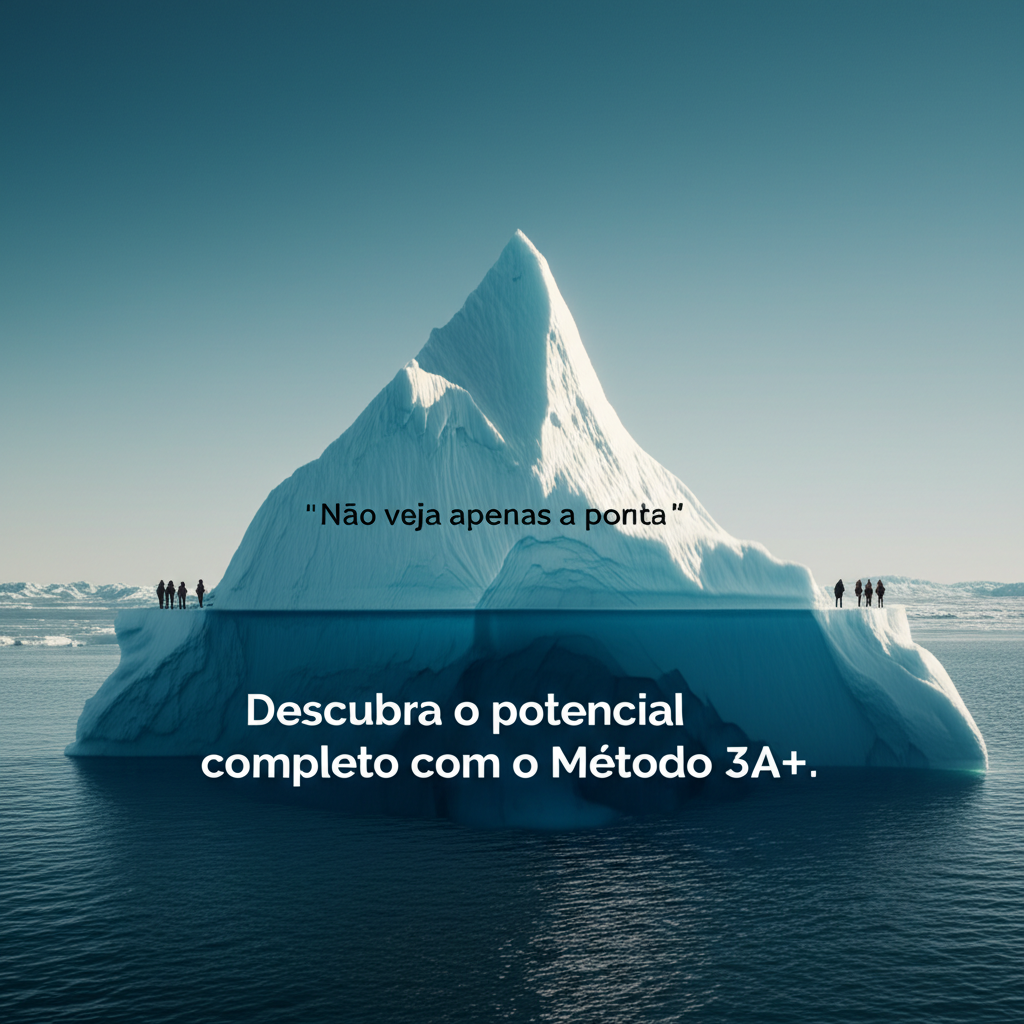 "Não veja apenas a ponta"
Descubra o potencial
completo com o Método 3A+.